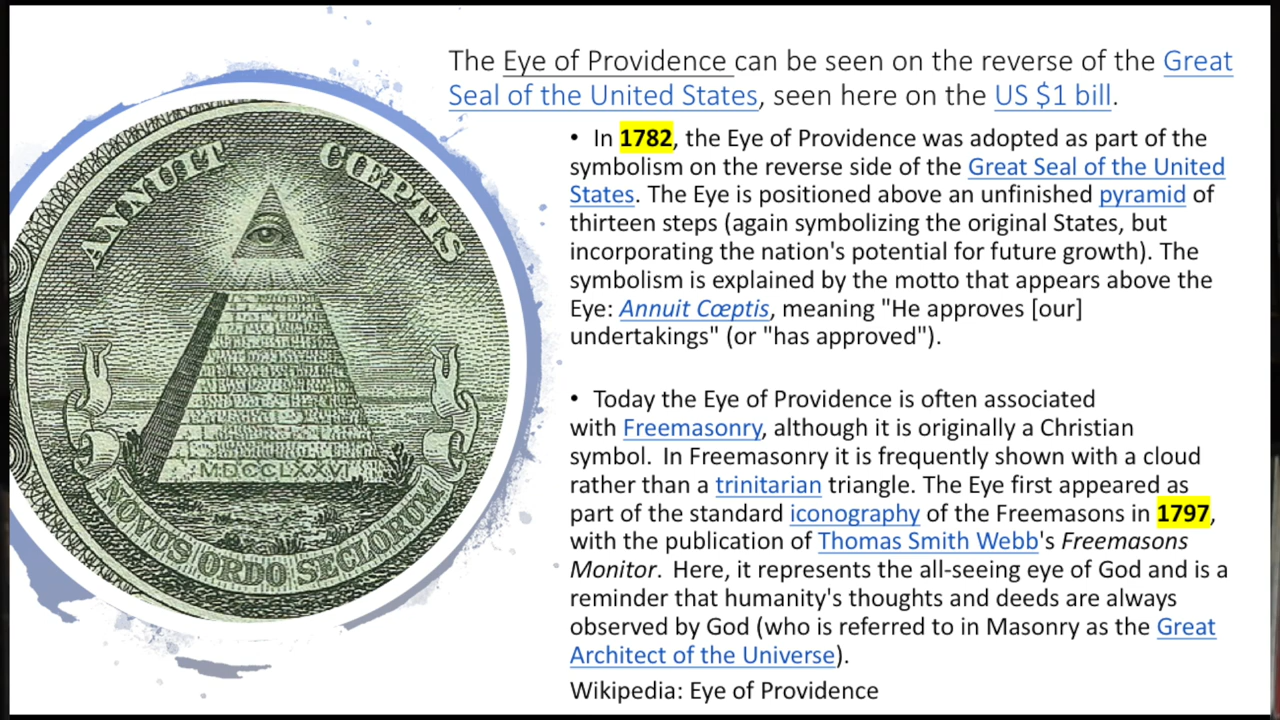 The Eye of Providence can be seen on the reverse of the Great
Seal of the United States, seen here on the US $1 bill.
ANNUIT CŒPTIS
MDCCLXXVI
NOVUS ORDO SECLORUM
• In 1782, the Eye of Providence was adopted as part of the
symbolism on the reverse side of the Great Seal of the United
States. The Eye is positioned above an unfinished pyramid of
thirteen steps (again symbolizing the original States, but
incorporating the nation's potential for future growth). The
symbolism is explained by the motto that appears above the
Eye: Annuit Cœptis, meaning "He approves [our]
undertakings" (or "has approved").
• Today the Eye of Providence is often associated
with Freemasonry, although it is originally a Christian
symbol. In Freemasonry it is frequently shown with a cloud
rather than a trinitarian triangle. The Eye first appeared as
part of the standard iconography of the Freemasons in 1797,
with the publication of Thomas Smith Webb's Freemasons
Monitor. Here, it represents the all-seeing eye of God and is a
reminder that humanity's thoughts and deeds are always
observed by God (who is referred to in Masonry as the Great
Architect of the Universe).
Wikipedia: Eye of Providence